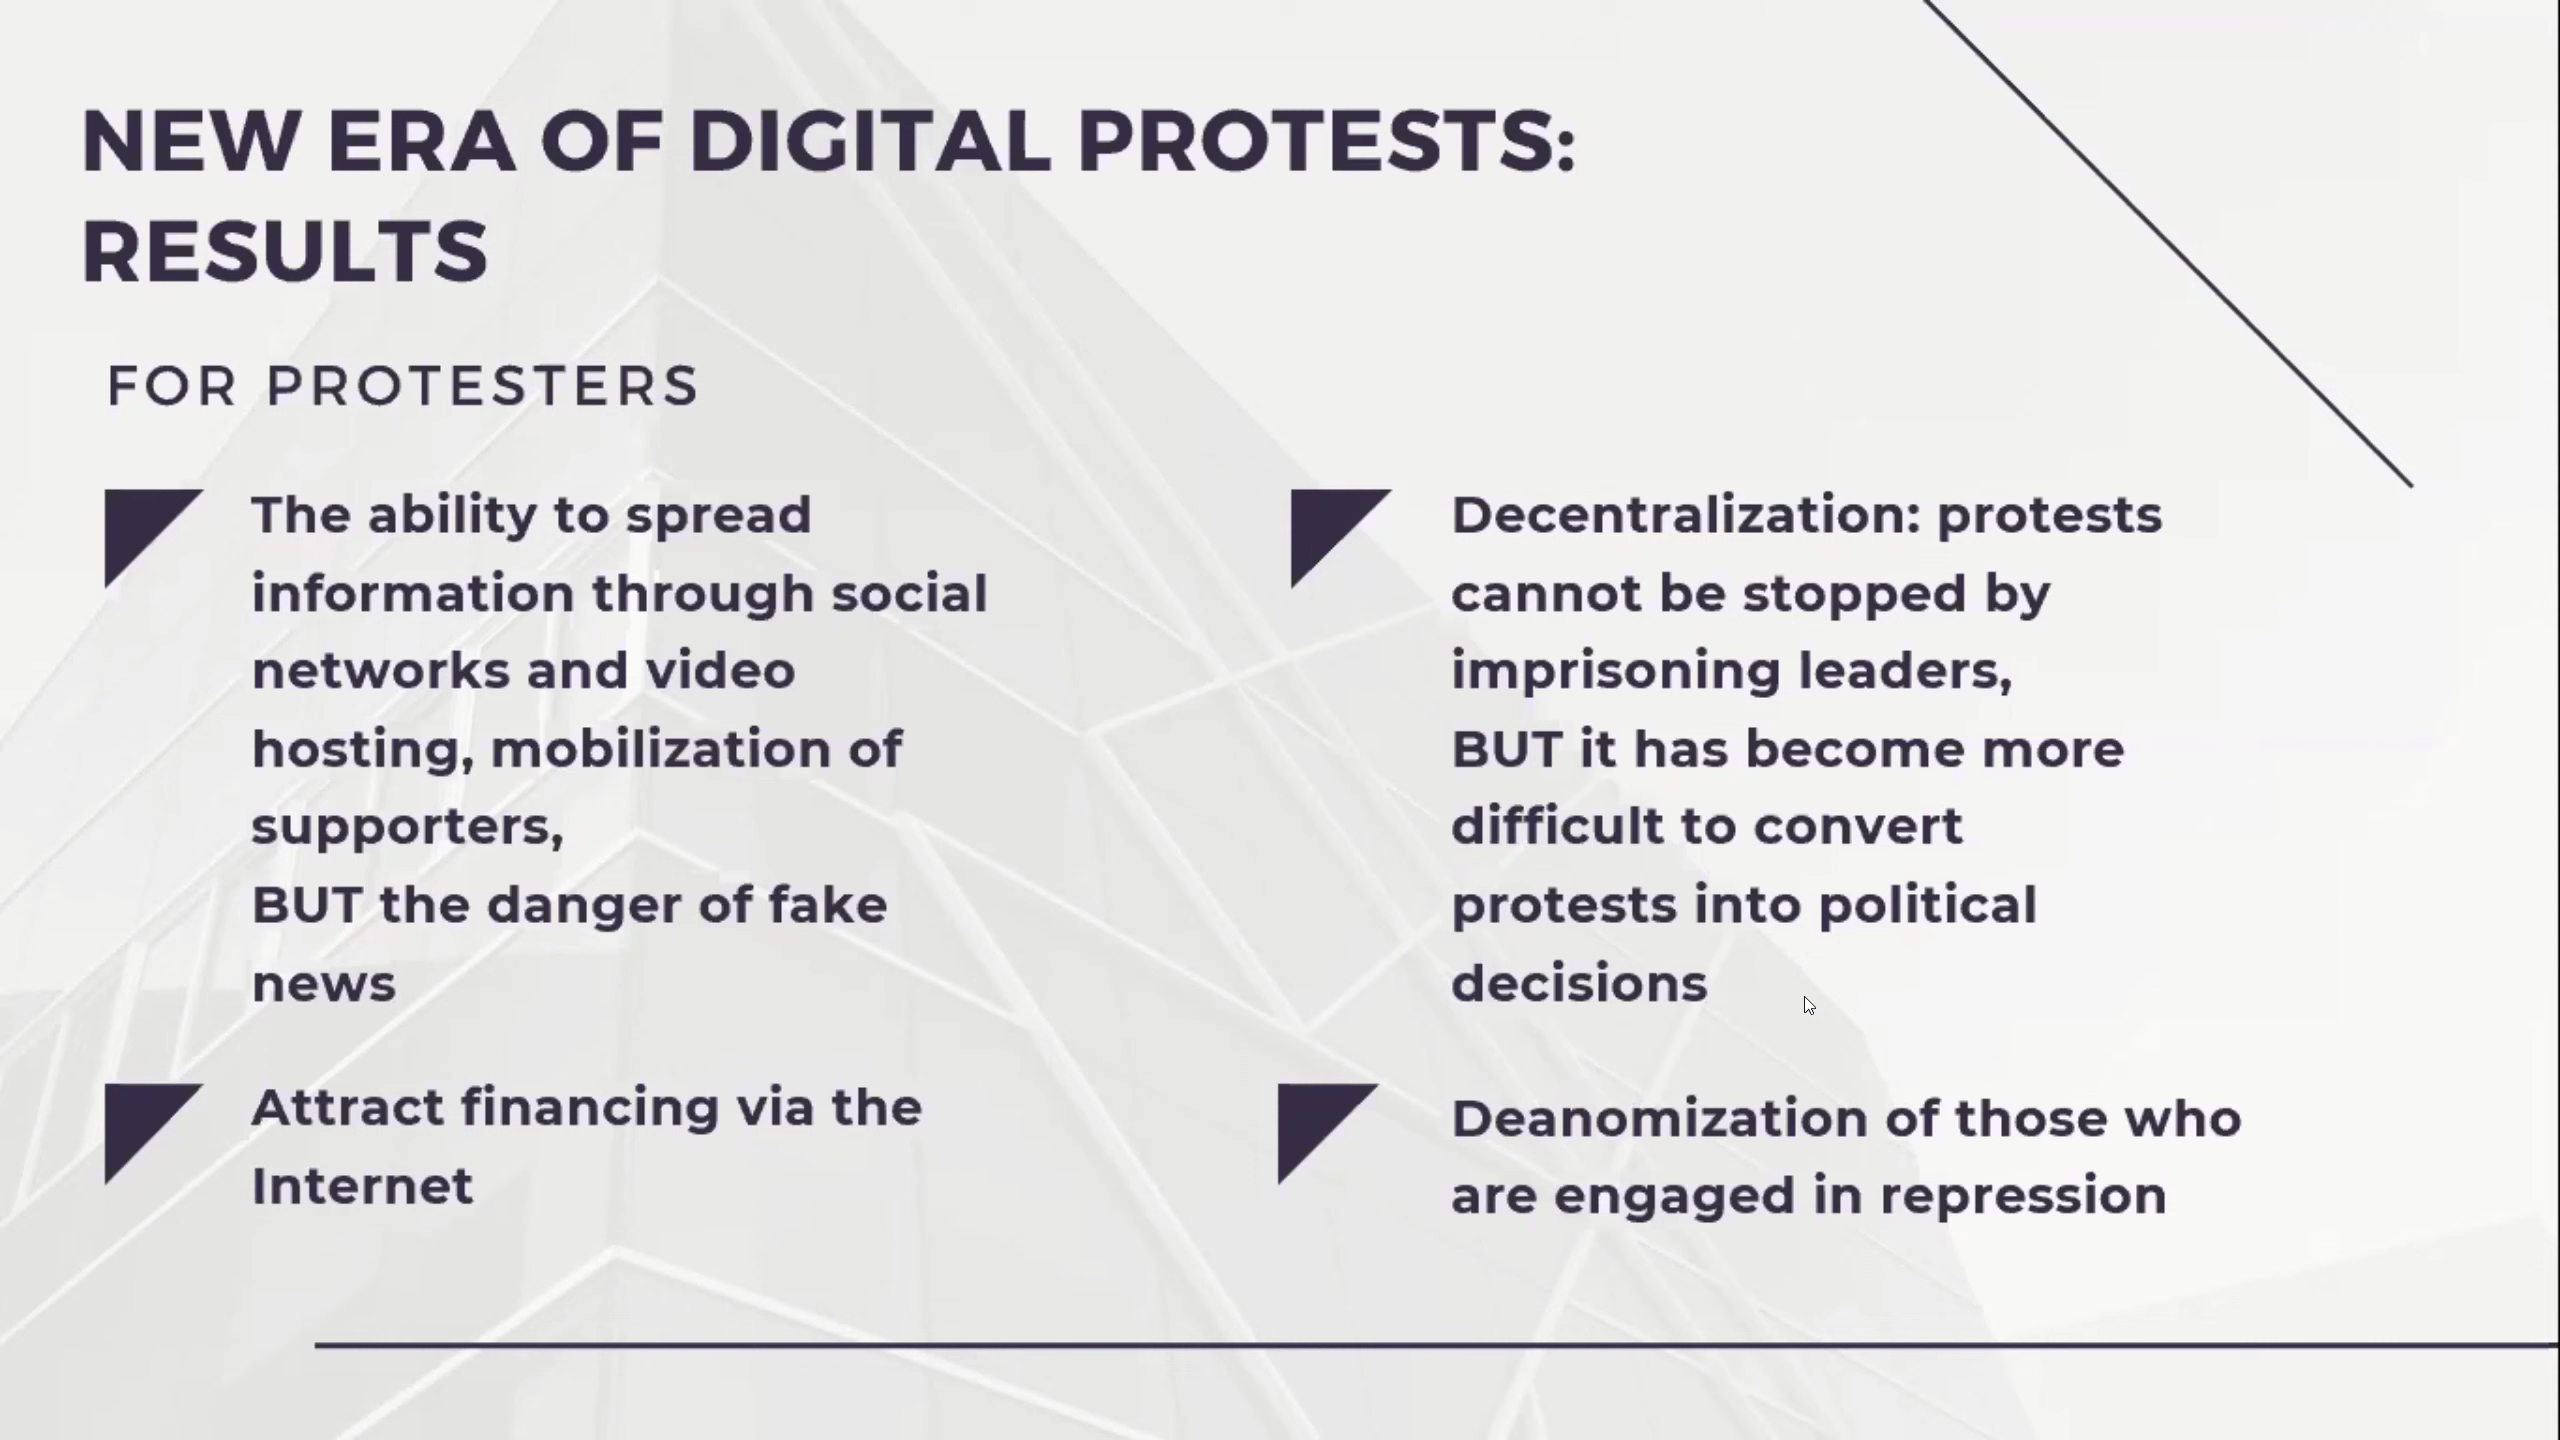 NEW ERA OF DIGITAL PROTESTS:
RESULTS
FOR PROTESTERS
The ability to spread
information through social
networks and video
hosting, mobilization of
supporters,
BUT the danger of fake
news
Attract financing via the
Internet
Decentralization: protests
cannot be stopped by
imprisoning leaders,
BUT it has become more
difficult to convert
protests into political
decisions
Deanomization of those who
are engaged in repression